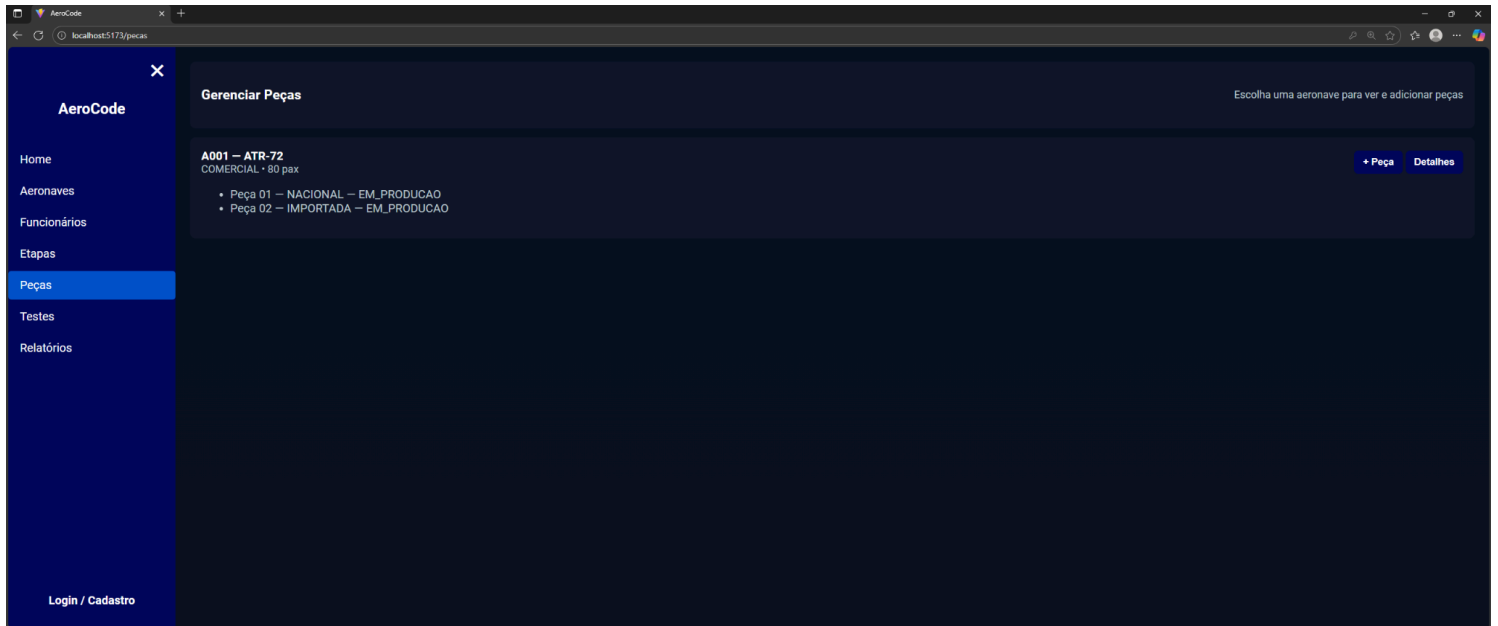 AeroCode
localhost:5173/pecas
AeroCode
Home
Aeronaves
Funcionários
Etapas
Peças
Testes
Relatórios
Login / Cadastro
Gerenciar Peças
Escolha uma aeronave para ver e adicionar peças
A001 — ATR-72
COMERCIAL • 80 pax
+ Peça
Detalhes
• Peça 01 — NACIONAL — EM_PRODUCAO
• Peça 02 — IMPORTADA — EM_PRODUCAO